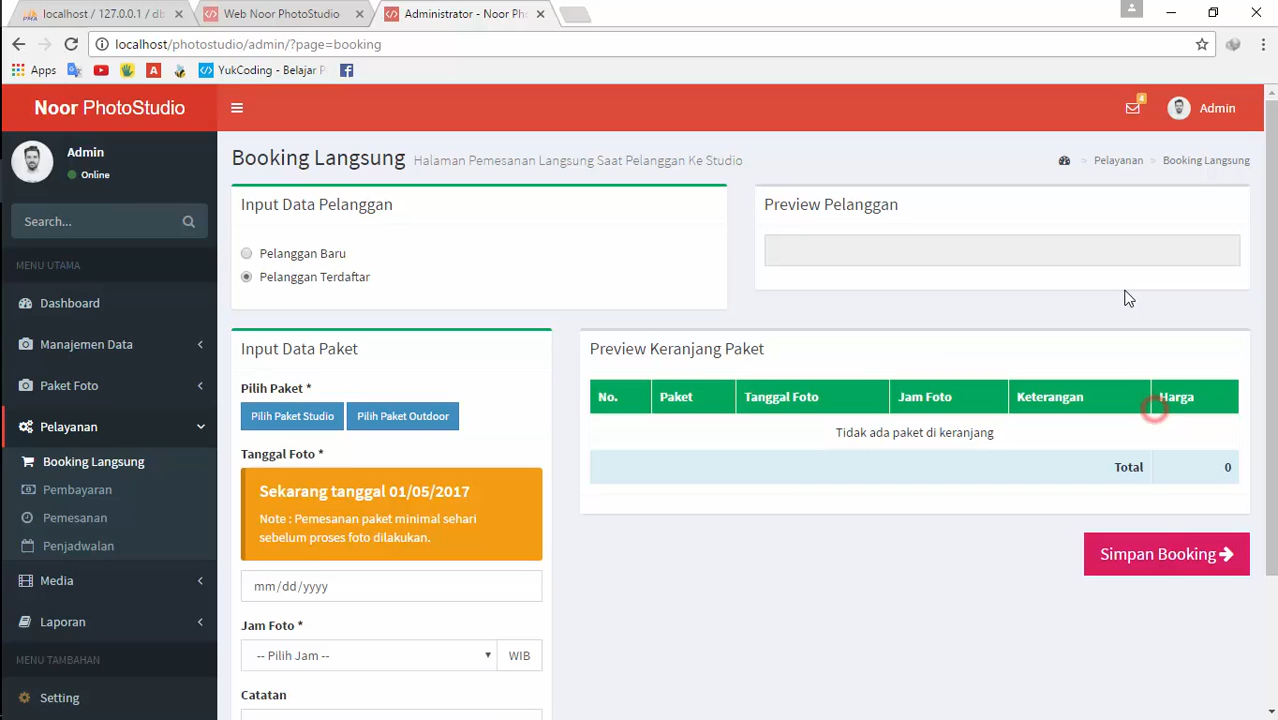 localhost / 127.0.0.1 / db
Web Noor PhotoStudio
Administrator - Noor Pho
localhost/photostudio/admin/?page=booking
Apps
YukCoding - Belajar P
Noor PhotoStudio
4
Admin
Admin
Online
Search...
MENU UTAMA
Dashboard
Manajemen Data
Paket Foto
Pelayanan
Booking Langsung
Pembayaran
Pemesanan
Penjadwalan
Media
Laporan
MENU TAMBAHAN
Setting
Booking Langsung Halaman Pemesanan Langsung Saat Pelanggan Ke Studio
> Pelayanan > Booking Langsung
Input Data Pelanggan
Pelanggan Baru
Pelanggan Terdaftar
Preview Pelanggan
Input Data Paket
Pilih Paket *
Pilih Paket Studio Pilih Paket Outdoor
Tanggal Foto *
Sekarang tanggal 01/05/2017
Note : Pemesanan paket minimal sehari
sebelum proses foto dilakukan.
mm/dd/yyyy
Jam Foto *
-- Pilih Jam -- WIB
Catatan
Preview Keranjang Paket
No. Paket Tanggal Foto Jam Foto Keterangan Harga
Tidak ada paket di keranjang
Total 0
Simpan Booking